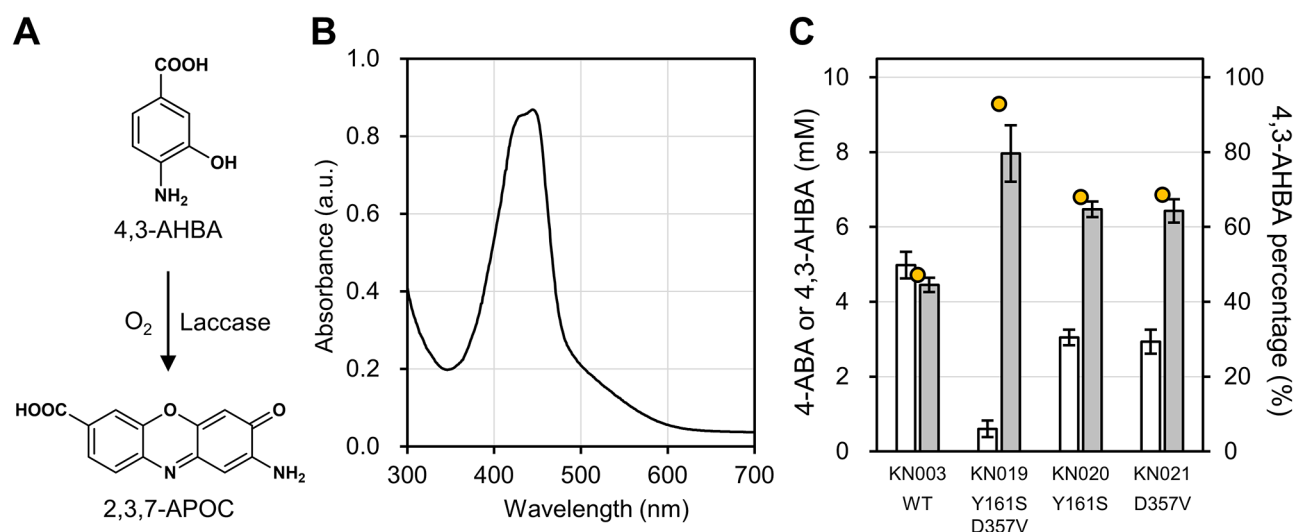 A
COOH
OH
NH2
4,3-AHBA
O2 Laccase
HOOC
O
O
N
NH2
2,3,7-APOC
B
Absorbance (a.u.)
1.0
0.8
0.6
0.4
0.2
0.0
300 400 500 600 700
Wavelength (nm)
C
4-ABA or 4,3-AHBA (mM)
10
8
6
4
2
0
100
80
60
40
20
0
4,3-AHBA percentage (%)
KN003 KN019 KN020 KN021
WT Y161S Y161S D357V
D357V